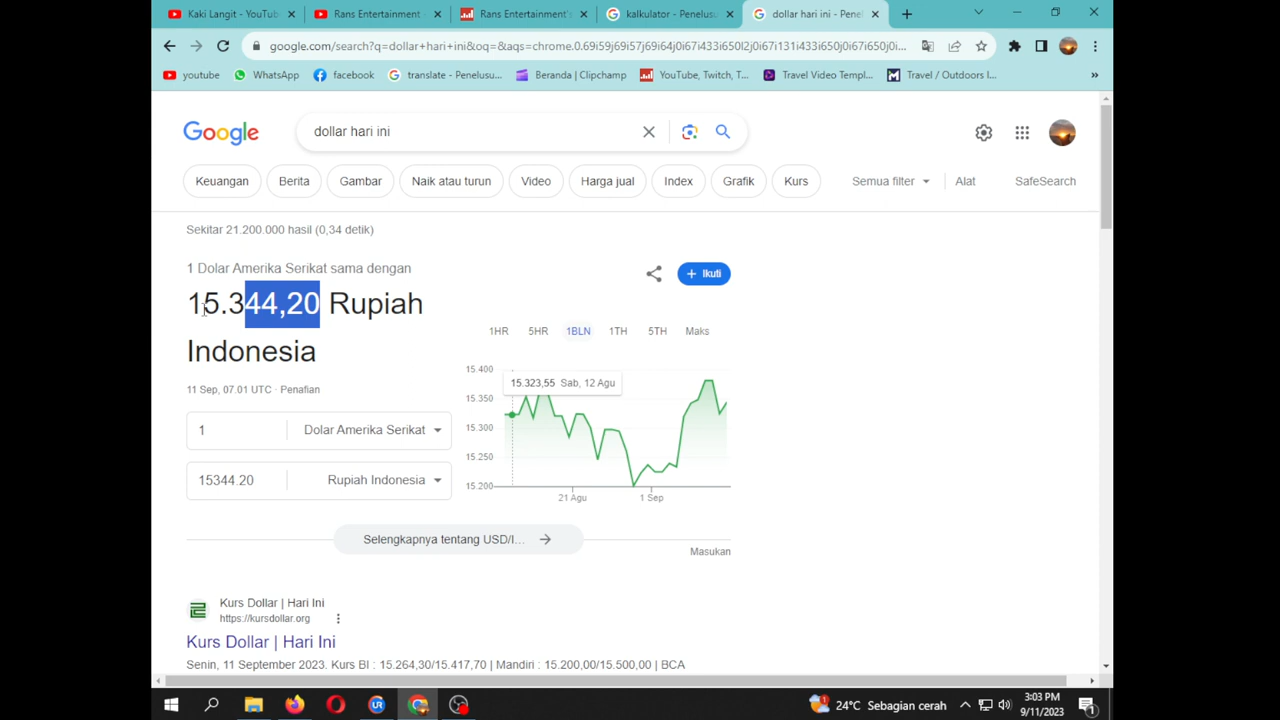 Kaki Langit - YouTub
Rans Entertainment -
Rans Entertainment's
kalkulator - Penelusu
dollar hari ini - Pene
google.com/search?q=dollar+hari+ini&oq=&aqs=chrome.0.69i59j69i57j69i64j0i67i433i650l2j0i67i131i433i650j0i67i650j0i...
youtube
WhatsApp
facebook
translate - Penelusu...
Beranda | Clipchamp
YouTube, Twitch, T...
Travel Video Templ...
Travel / Outdoors I...
»
Google
dollar hari ini
Keuangan
Berita
Gambar
Naik atau turun
Video
Harga jual
Index
Grafik
Kurs
Semua filter
Alat
SafeSearch
Sekitar 21.200.000 hasil (0,34 detik)
1 Dolar Amerika Serikat sama dengan
15.344,20 Rupiah
Indonesia
11 Sep, 07.01 UTC · Penafian
+ Ikuti
1HR
5HR
1BLN
1TH
5TH
Maks
15.400
15.323,55 Sab, 12 Agu
15.350
15.300
15.250
15.200
21 Agu
1 Sep
1
Dolar Amerika Serikat
15344.20
Rupiah Indonesia
Selengkapnya tentang USD/I...
Masukan
Kurs Dollar | Hari Ini
https://kursdollar.org
Kurs Dollar | Hari Ini
Senin, 11 September 2023. Kurs BI : 15.264,30/15.417,70 | Mandiri : 15.200,00/15.500,00 | BCA
24°C Sebagian cerah
3:03 PM
9/11/2023